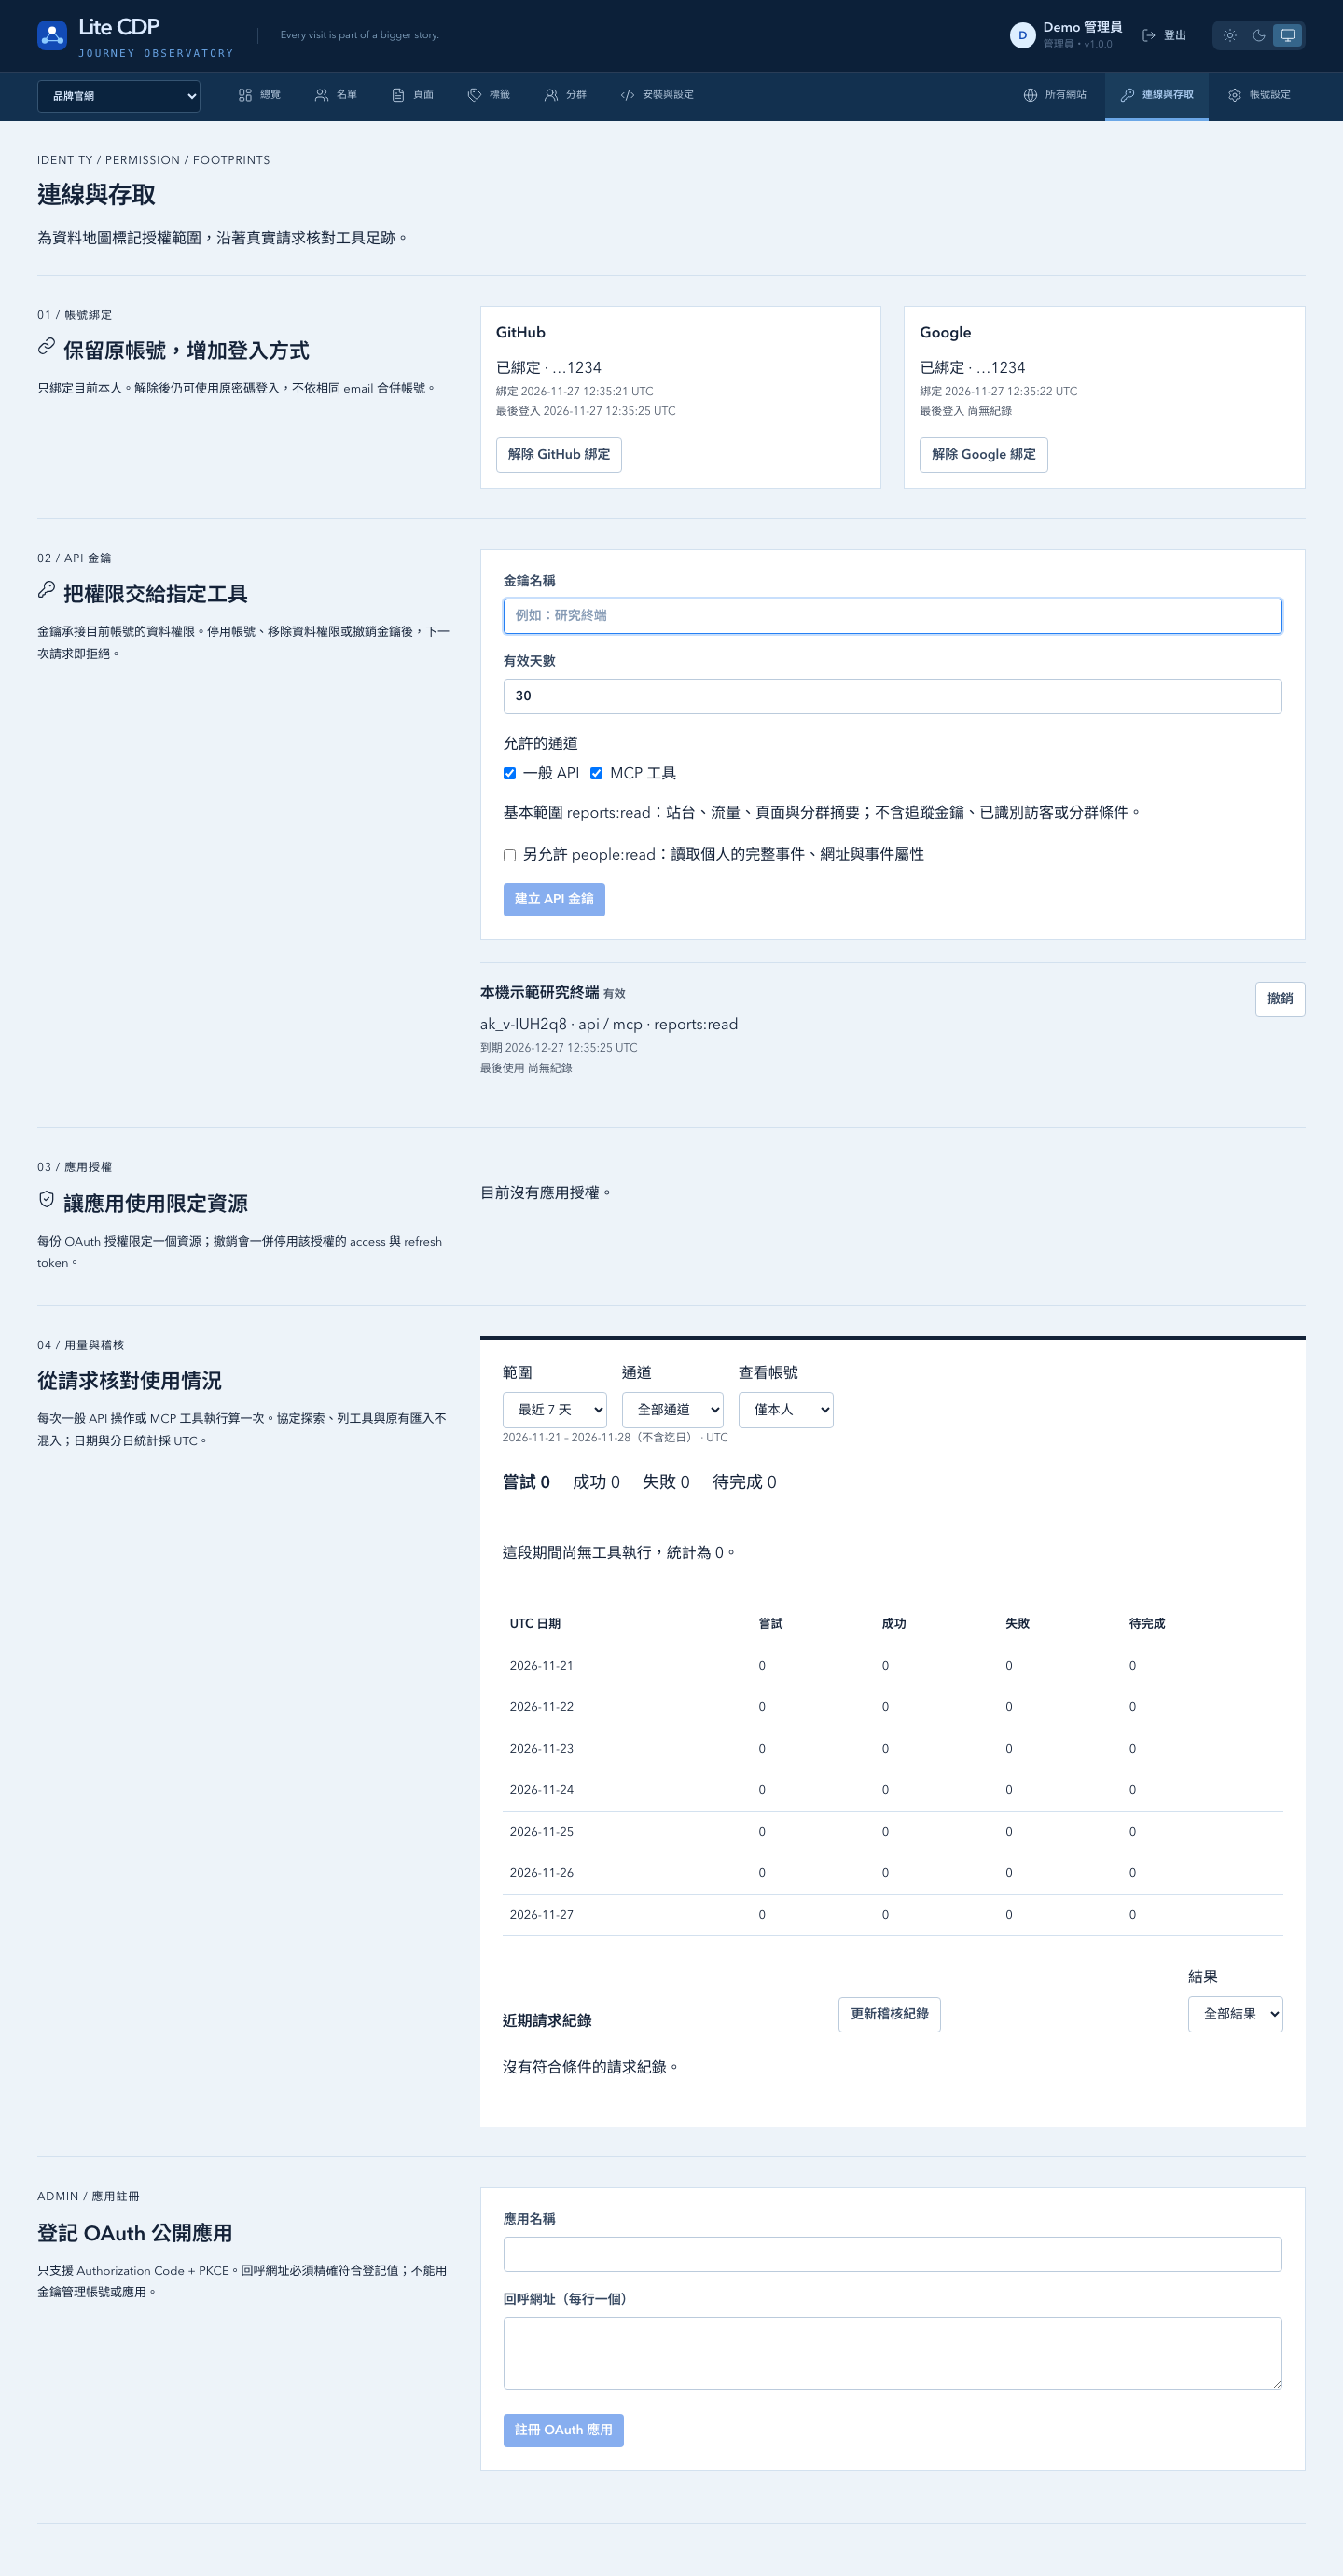 Lite CDP
JOURNEY OBSERVATORY
Every visit is part of a bigger story.
D
Demo 管理員
管理員・v1.0.0
登出
品牌官網
總覽
名單
頁面
標籤
分群
安裝與設定
所有網站
連線與存取
帳號設定
IDENTITY / PERMISSION / FOOTPRINTS
連線與存取
為資料地圖標記授權範圍，沿著真實請求核對工具足跡。
01 / 帳號綁定
保留原帳號，增加登入方式
只綁定目前本人。解除後仍可使用原密碼登入，不依相同 email 合併帳號。
GitHub
已綁定 · …1234
綁定 2026-11-27 12:35:21 UTC
最後登入 2026-11-27 12:35:25 UTC
解除 GitHub 綁定
Google
已綁定 · …1234
綁定 2026-11-27 12:35:22 UTC
最後登入 尚無紀錄
解除 Google 綁定
02 / API 金鑰
把權限交給指定工具
金鑰承接目前帳號的資料權限。停用帳號、移除資料權限或撤銷金鑰後，下一
次請求即拒絕。
金鑰名稱
例如：研究終端
有效天數
30
允許的通道
一般 API
MCP 工具
基本範圍 reports:read：站台、流量、頁面與分群摘要；不含追蹤金鑰、已識別訪客或分群條件。
另允許 people:read：讀取個人的完整事件、網址與事件屬性
建立 API 金鑰
本機示範研究終端 有效
ak_v-IUH2q8 · api / mcp · reports:read
到期 2026-12-27 12:35:25 UTC
最後使用 尚無紀錄
撤銷
03 / 應用授權
讓應用使用限定資源
每份 OAuth 授權限定一個資源；撤銷會一併停用該授權的 access 與 refresh
token。
目前沒有應用授權。
04 / 用量與稽核
從請求核對使用情況
每次一般 API 操作或 MCP 工具執行算一次。協定探索、列工具與原有匯入不
混入；日期與分日統計採 UTC。
範圍
通道
查看帳號
最近 7 天
全部通道
僅本人
2026-11-21 – 2026-11-28（不含迄日） · UTC
嘗試 0
成功 0
失敗 0
待完成 0
這段期間尚無工具執行，統計為 0。
UTC 日期 嘗試 成功 失敗 待完成
2026-11-21 0 0 0 0
2026-11-22 0 0 0 0
2026-11-23 0 0 0 0
2026-11-24 0 0 0 0
2026-11-25 0 0 0 0
2026-11-26 0 0 0 0
2026-11-27 0 0 0 0
近期請求紀錄
更新稽核紀錄
結果
全部結果
沒有符合條件的請求紀錄。
ADMIN / 應用註冊
登記 OAuth 公開應用
只支援 Authorization Code + PKCE。回呼網址必須精確符合登記值；不能用
金鑰管理帳號或應用。
應用名稱
回呼網址（每行一個）
註冊 OAuth 應用